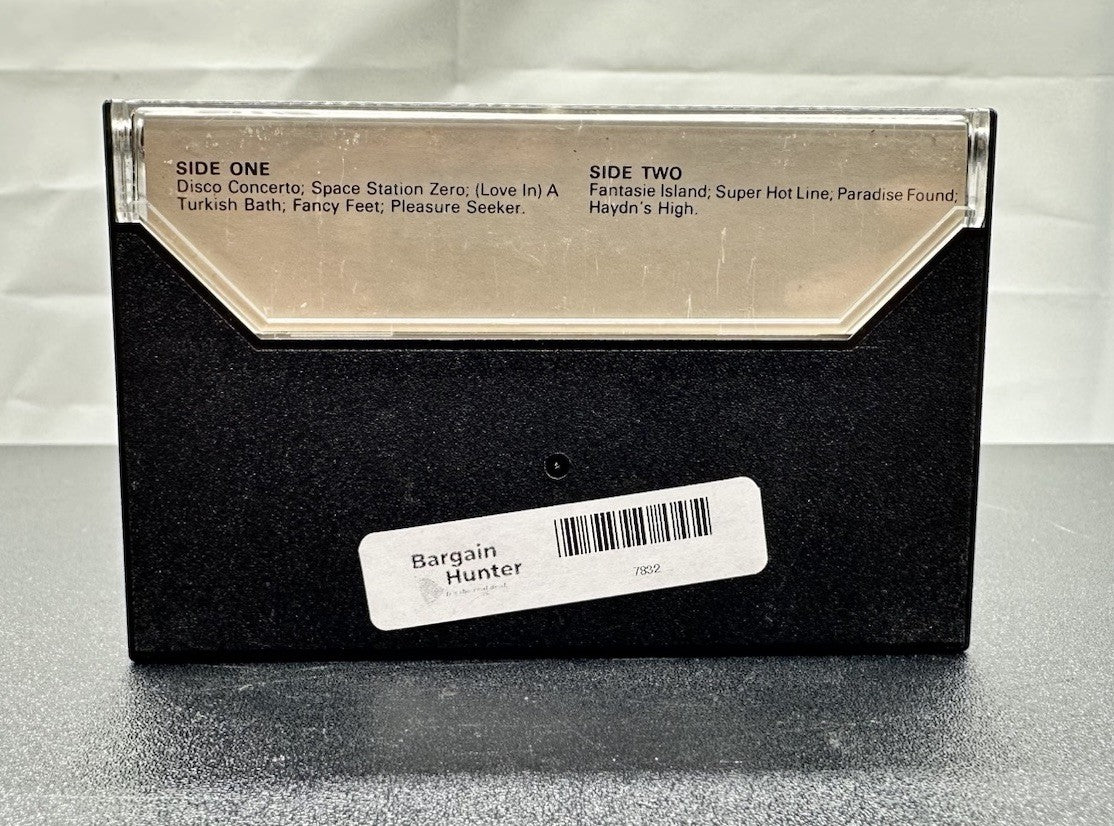 SIDE ONE
Disco Concerto; Space Station Zero; (Love In) A
Turkish Bath; Fancy Feet; Pleasure Seeker.
SIDE TWO
Fantasie Island; Super Hot Line; Paradise Found;
Haydn's High.
Bargain
Hunter
7832